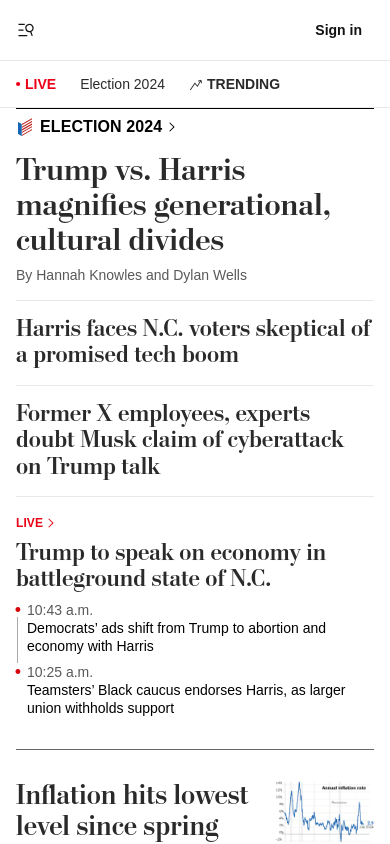 Sign in
LIVE
Election 2024
TRENDING
ELECTION 2024
Trump vs. Harris
magnifies generational,
cultural divides
By Hannah Knowles and Dylan Wells
Harris faces N.C. voters skeptical of
a promised tech boom
Former X employees, experts
doubt Musk claim of cyberattack
on Trump talk
LIVE
Trump to speak on economy in
battleground state of N.C.
10:43 a.m.
Democrats’ ads shift from Trump to abortion and
economy with Harris
10:25 a.m.
Teamsters’ Black caucus endorses Harris, as larger
union withholds support
Inflation hits lowest
level since spring
Annual inflation rate